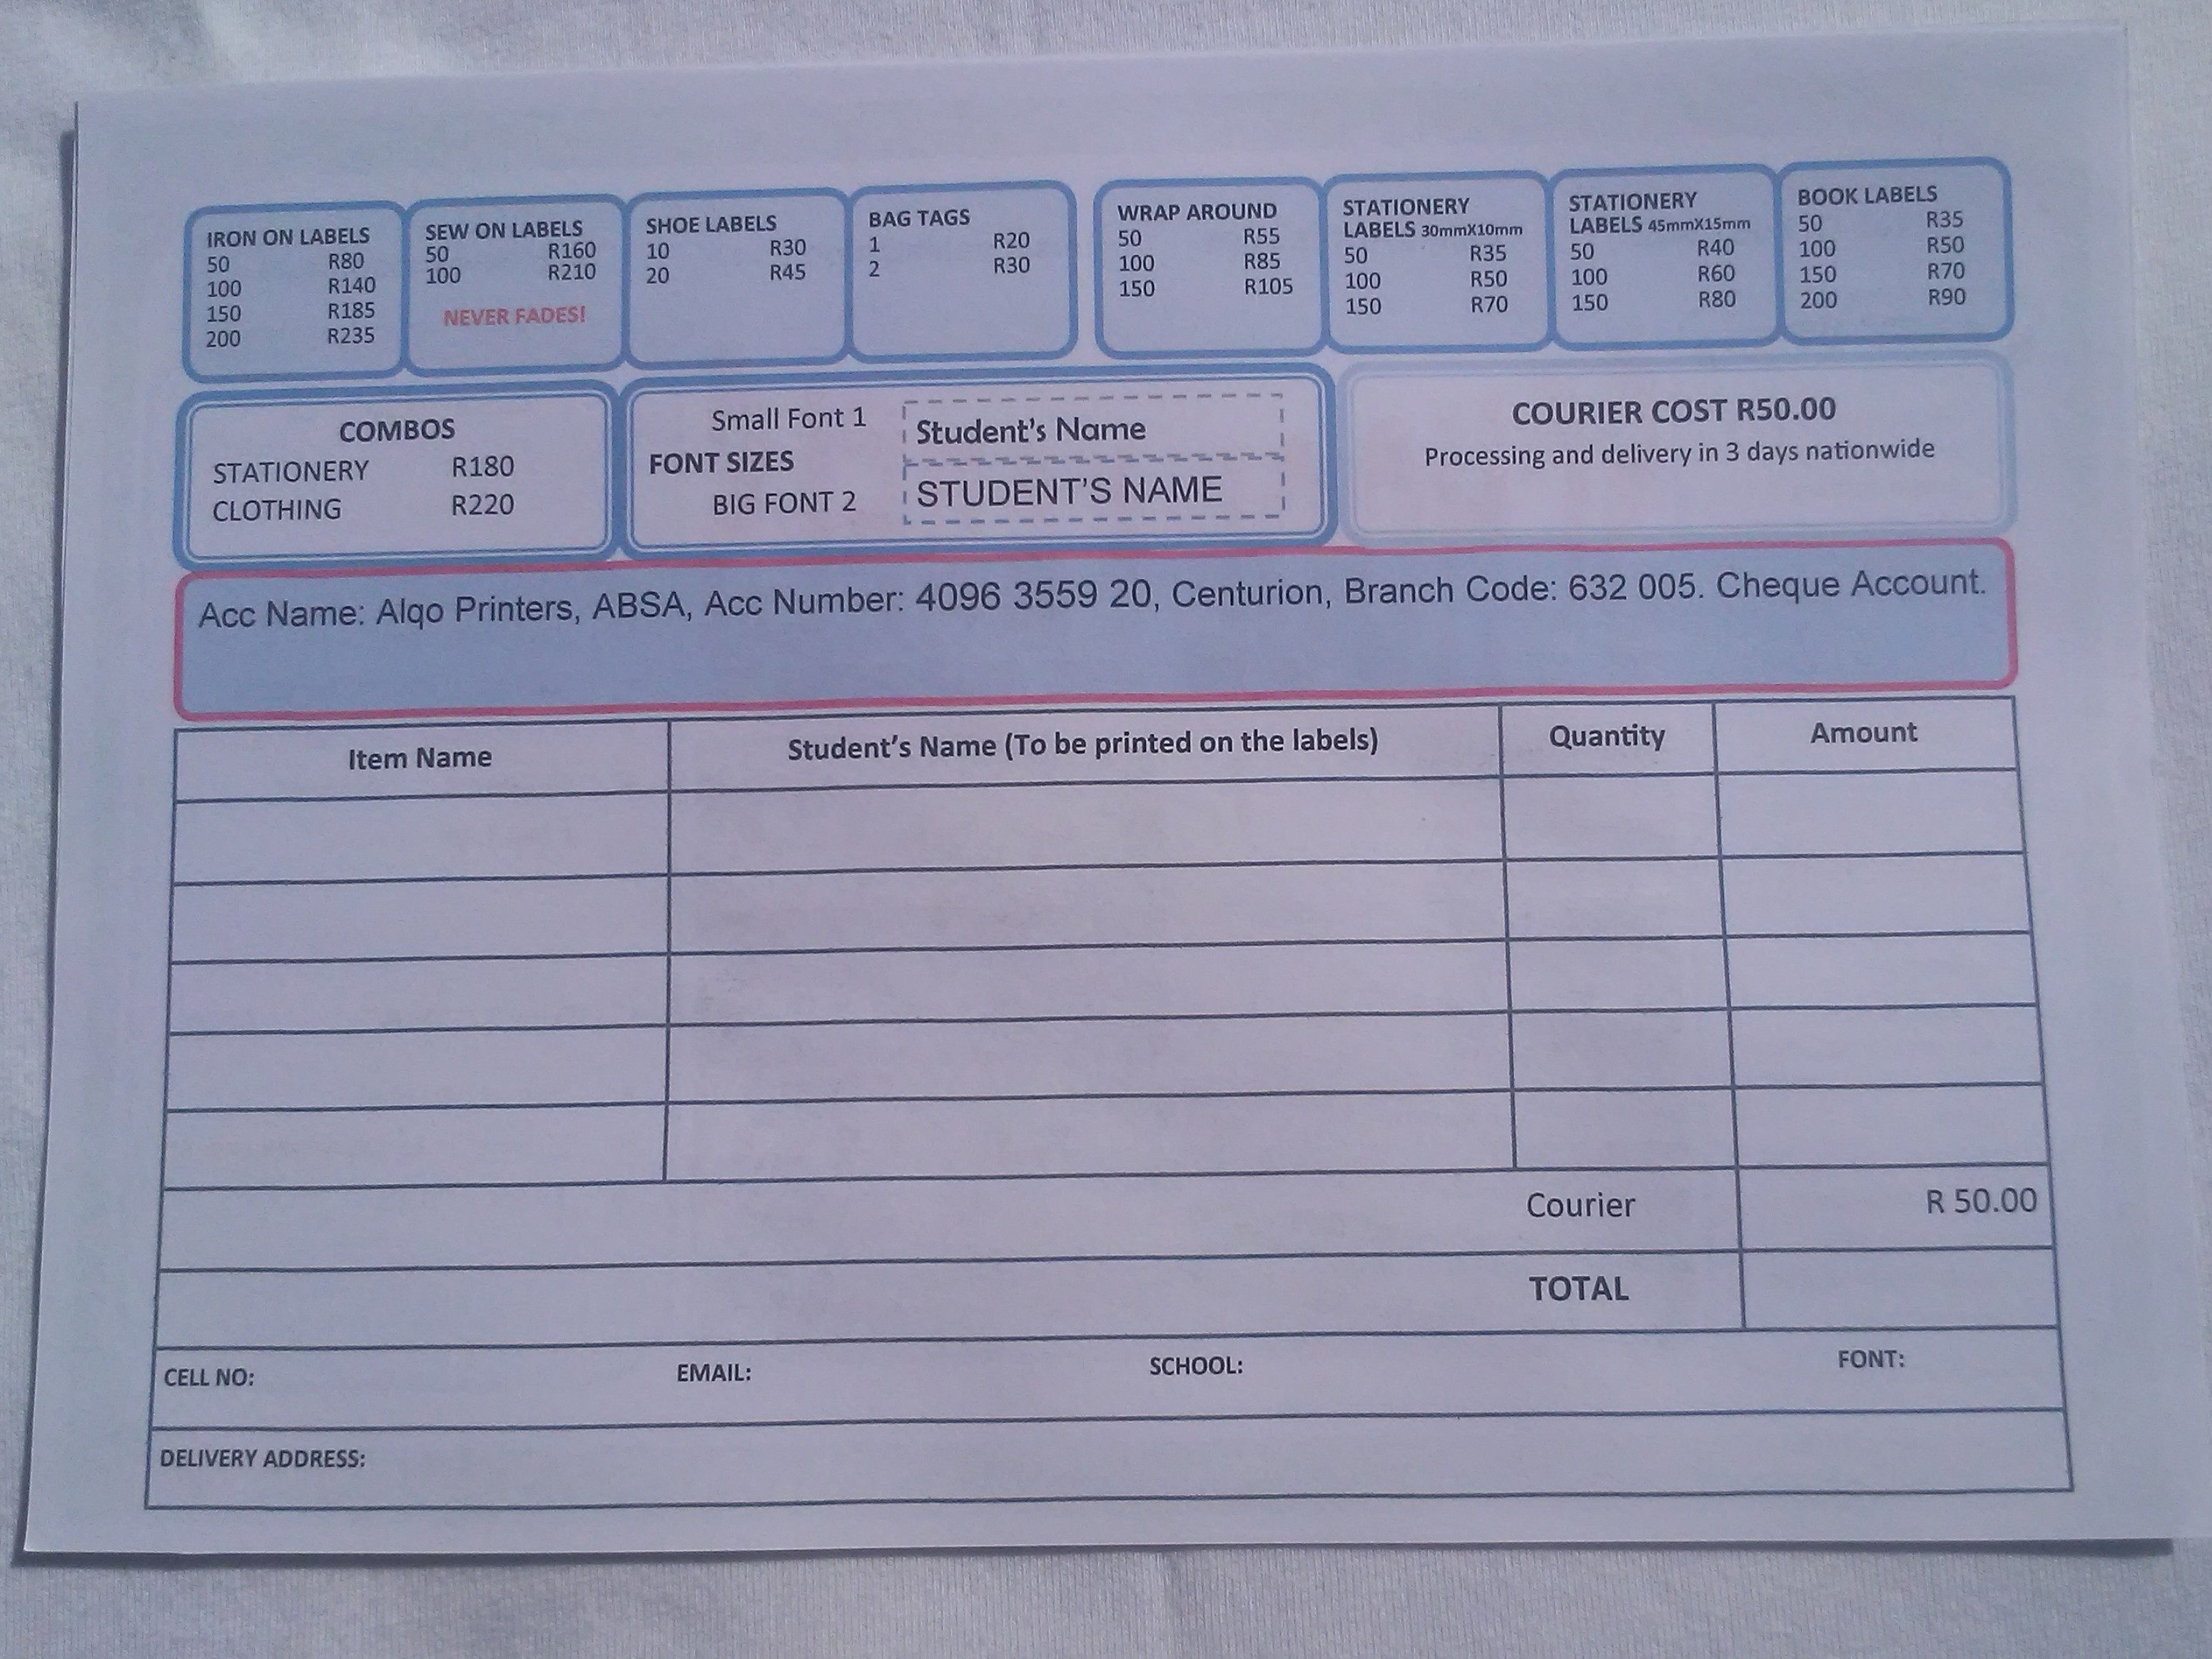 IRON ON LABELS
50 R80
100 R140
150 R185
200 R235
SEW ON LABELS
50 R160
100 R210
NEVER FADES!
SHOE LABELS
10 R30
20 R45
BAG TAGS
1 R20
2 R30
WRAP AROUND
50 R55
100 R85
150 R105
STATIONERY
LABELS 30mmX10mm
50 R35
100 R50
150 R70
STATIONERY
LABELS 45mmX15mm
50 R40
100 R60
150 R80
BOOK LABELS
50 R35
100 R50
150 R70
200 R90
COMBOS
STATIONERY R180
CLOTHING R220
Small Font 1
FONT SIZES
BIG FONT 2
Student's Name
STUDENT'S NAME
COURIER COST R50.00
Processing and delivery in 3 days nationwide
Acc Name: Alqo Printers, ABSA, Acc Number: 4096 3559 20, Centurion, Branch Code: 632 005. Cheque Account.
Item Name Student's Name (To be printed on the labels) Quantity Amount
Courier R 50.00
TOTAL
CELL NO: EMAIL: SCHOOL: FONT:
DELIVERY ADDRESS: